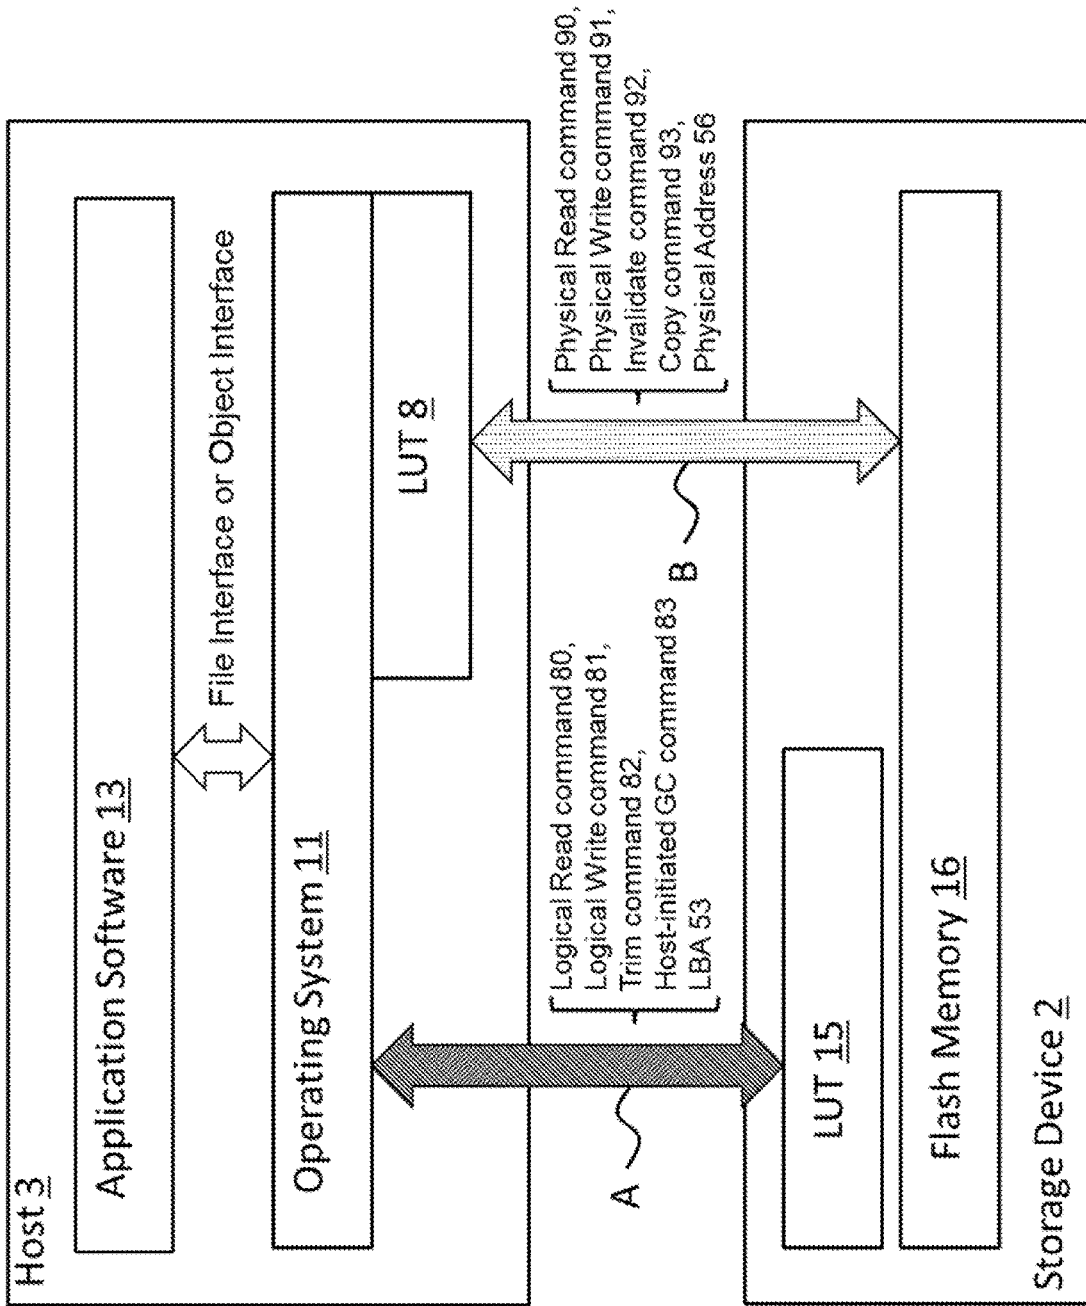 Host 3
Application Software 13
File Interface or Object Interface
Operating System 11
LUT 8
Logical Read command 80,
Logical Write command 81,
Trim command 82,
Host-initiated GC command 83
LBA 53
A
Physical Read command 90,
Physical Write command 91,
Invalidate command 92,
Copy command 93,
Physical Address 56
B
LUT 15
Flash Memory 16
Storage Device 2